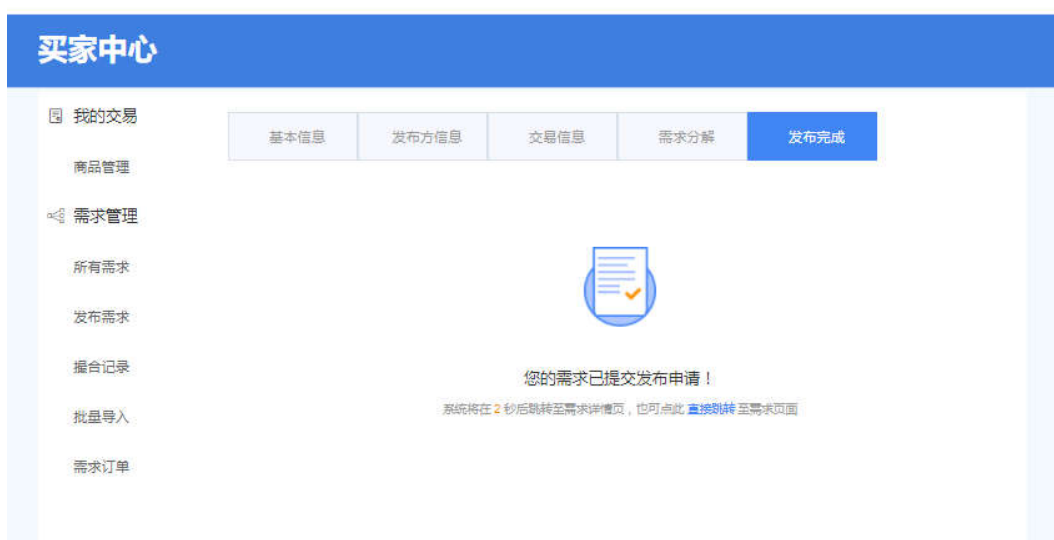 买家中心
我的交易
基本信息 发布方信息 交易信息 需求分解 发布完成
商品管理
需求管理
所有需求
发布需求
撮合记录
您的需求已提交发布申请！
系统将在 2 秒后跳转至需求详情页，也可点此 直接跳转 至需求页面
批量导入
需求订单